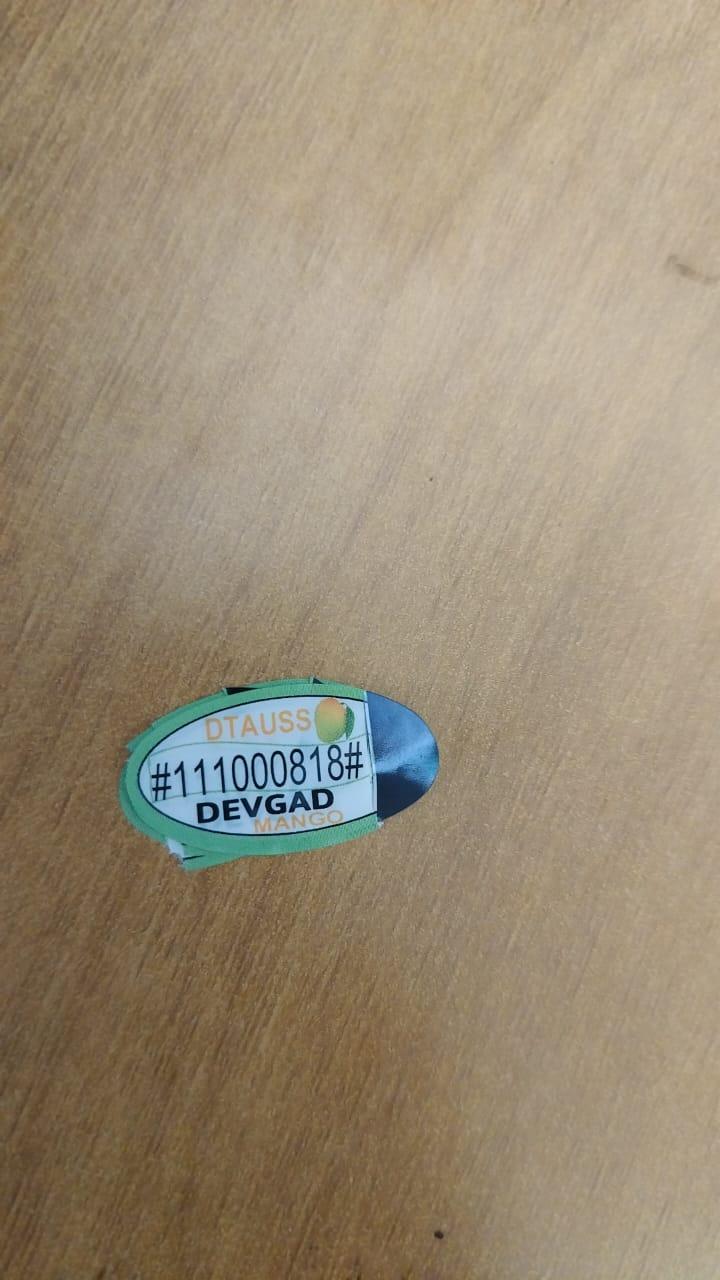 DTAUSS
#111000818#
DEVGAD
MANGO